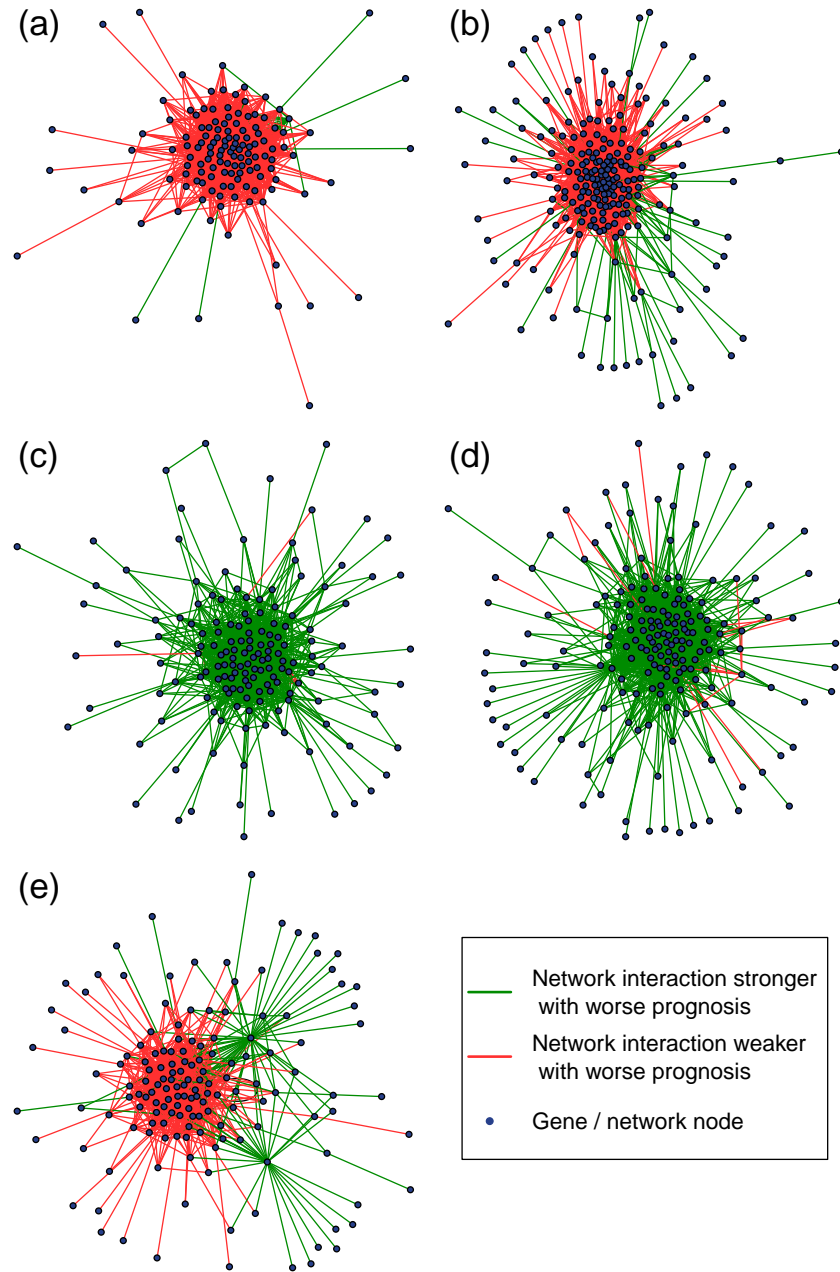 (a)
(b)
(c)
(d)
(e)
Network interaction stronger
with worse prognosis
Network interaction weaker
with worse prognosis
Gene / network node